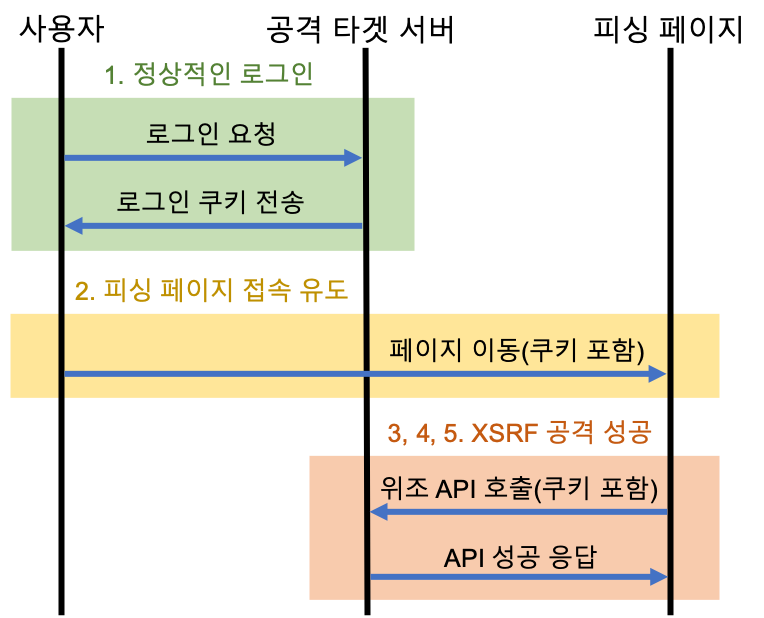 사용자 공격 타겟 서버 피싱 페이지
1. 정상적인 로그인
로그인 요청
로그인 쿠키 전송
2. 피싱 페이지 접속 유도
페이지 이동(쿠키 포함)
3, 4, 5. XSRF 공격 성공
위조 API 호출(쿠키 포함)
API 성공 응답